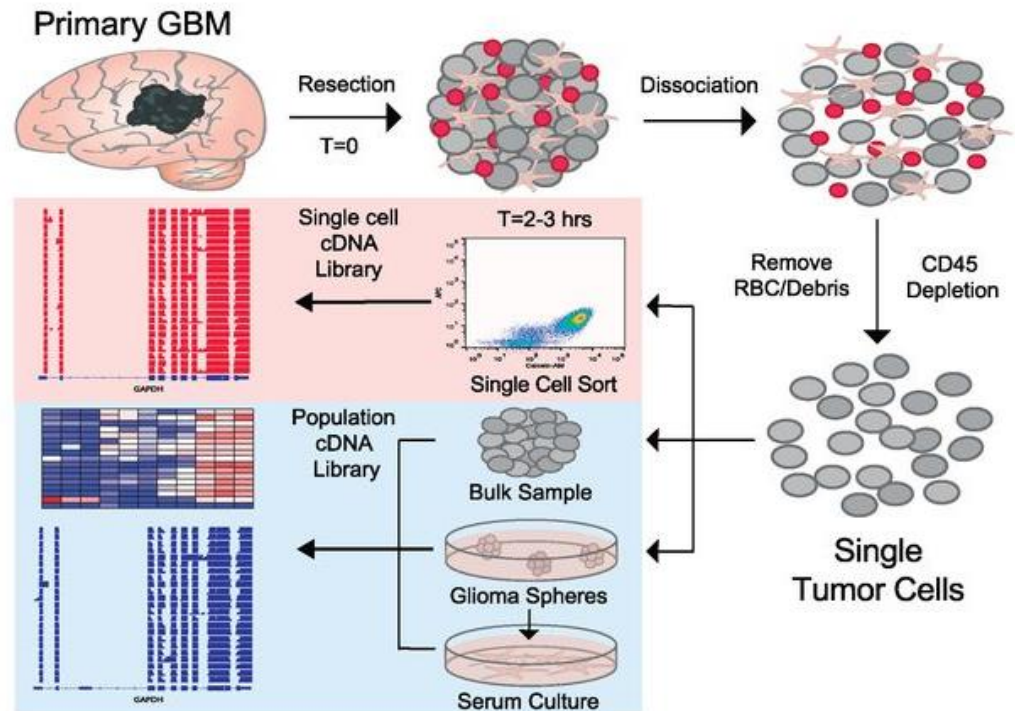 Primary GBM
Resection
T=0
Dissociation
Remove
RBC/Debris
CD45
Depletion
Single
Tumor Cells
T=2-3 hrs
Single Cell Sort
Single cell
cDNA
Library
GAPDH
Population
cDNA
Library
Bulk Sample
Glioma Spheres
Serum Culture
GAPDH